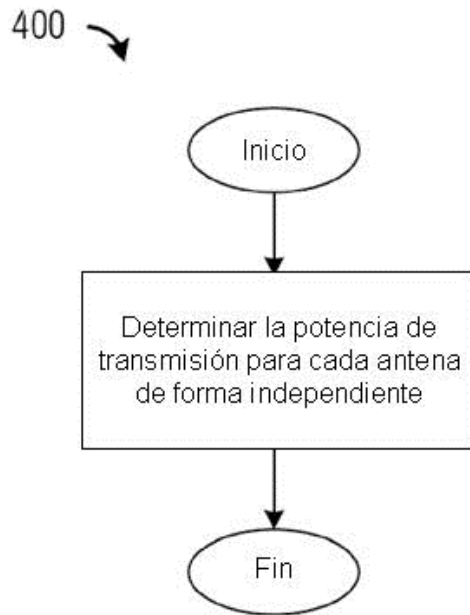 400
Inicio
Determinar la potencia de
transmisión para cada antena
de forma independiente
Fin